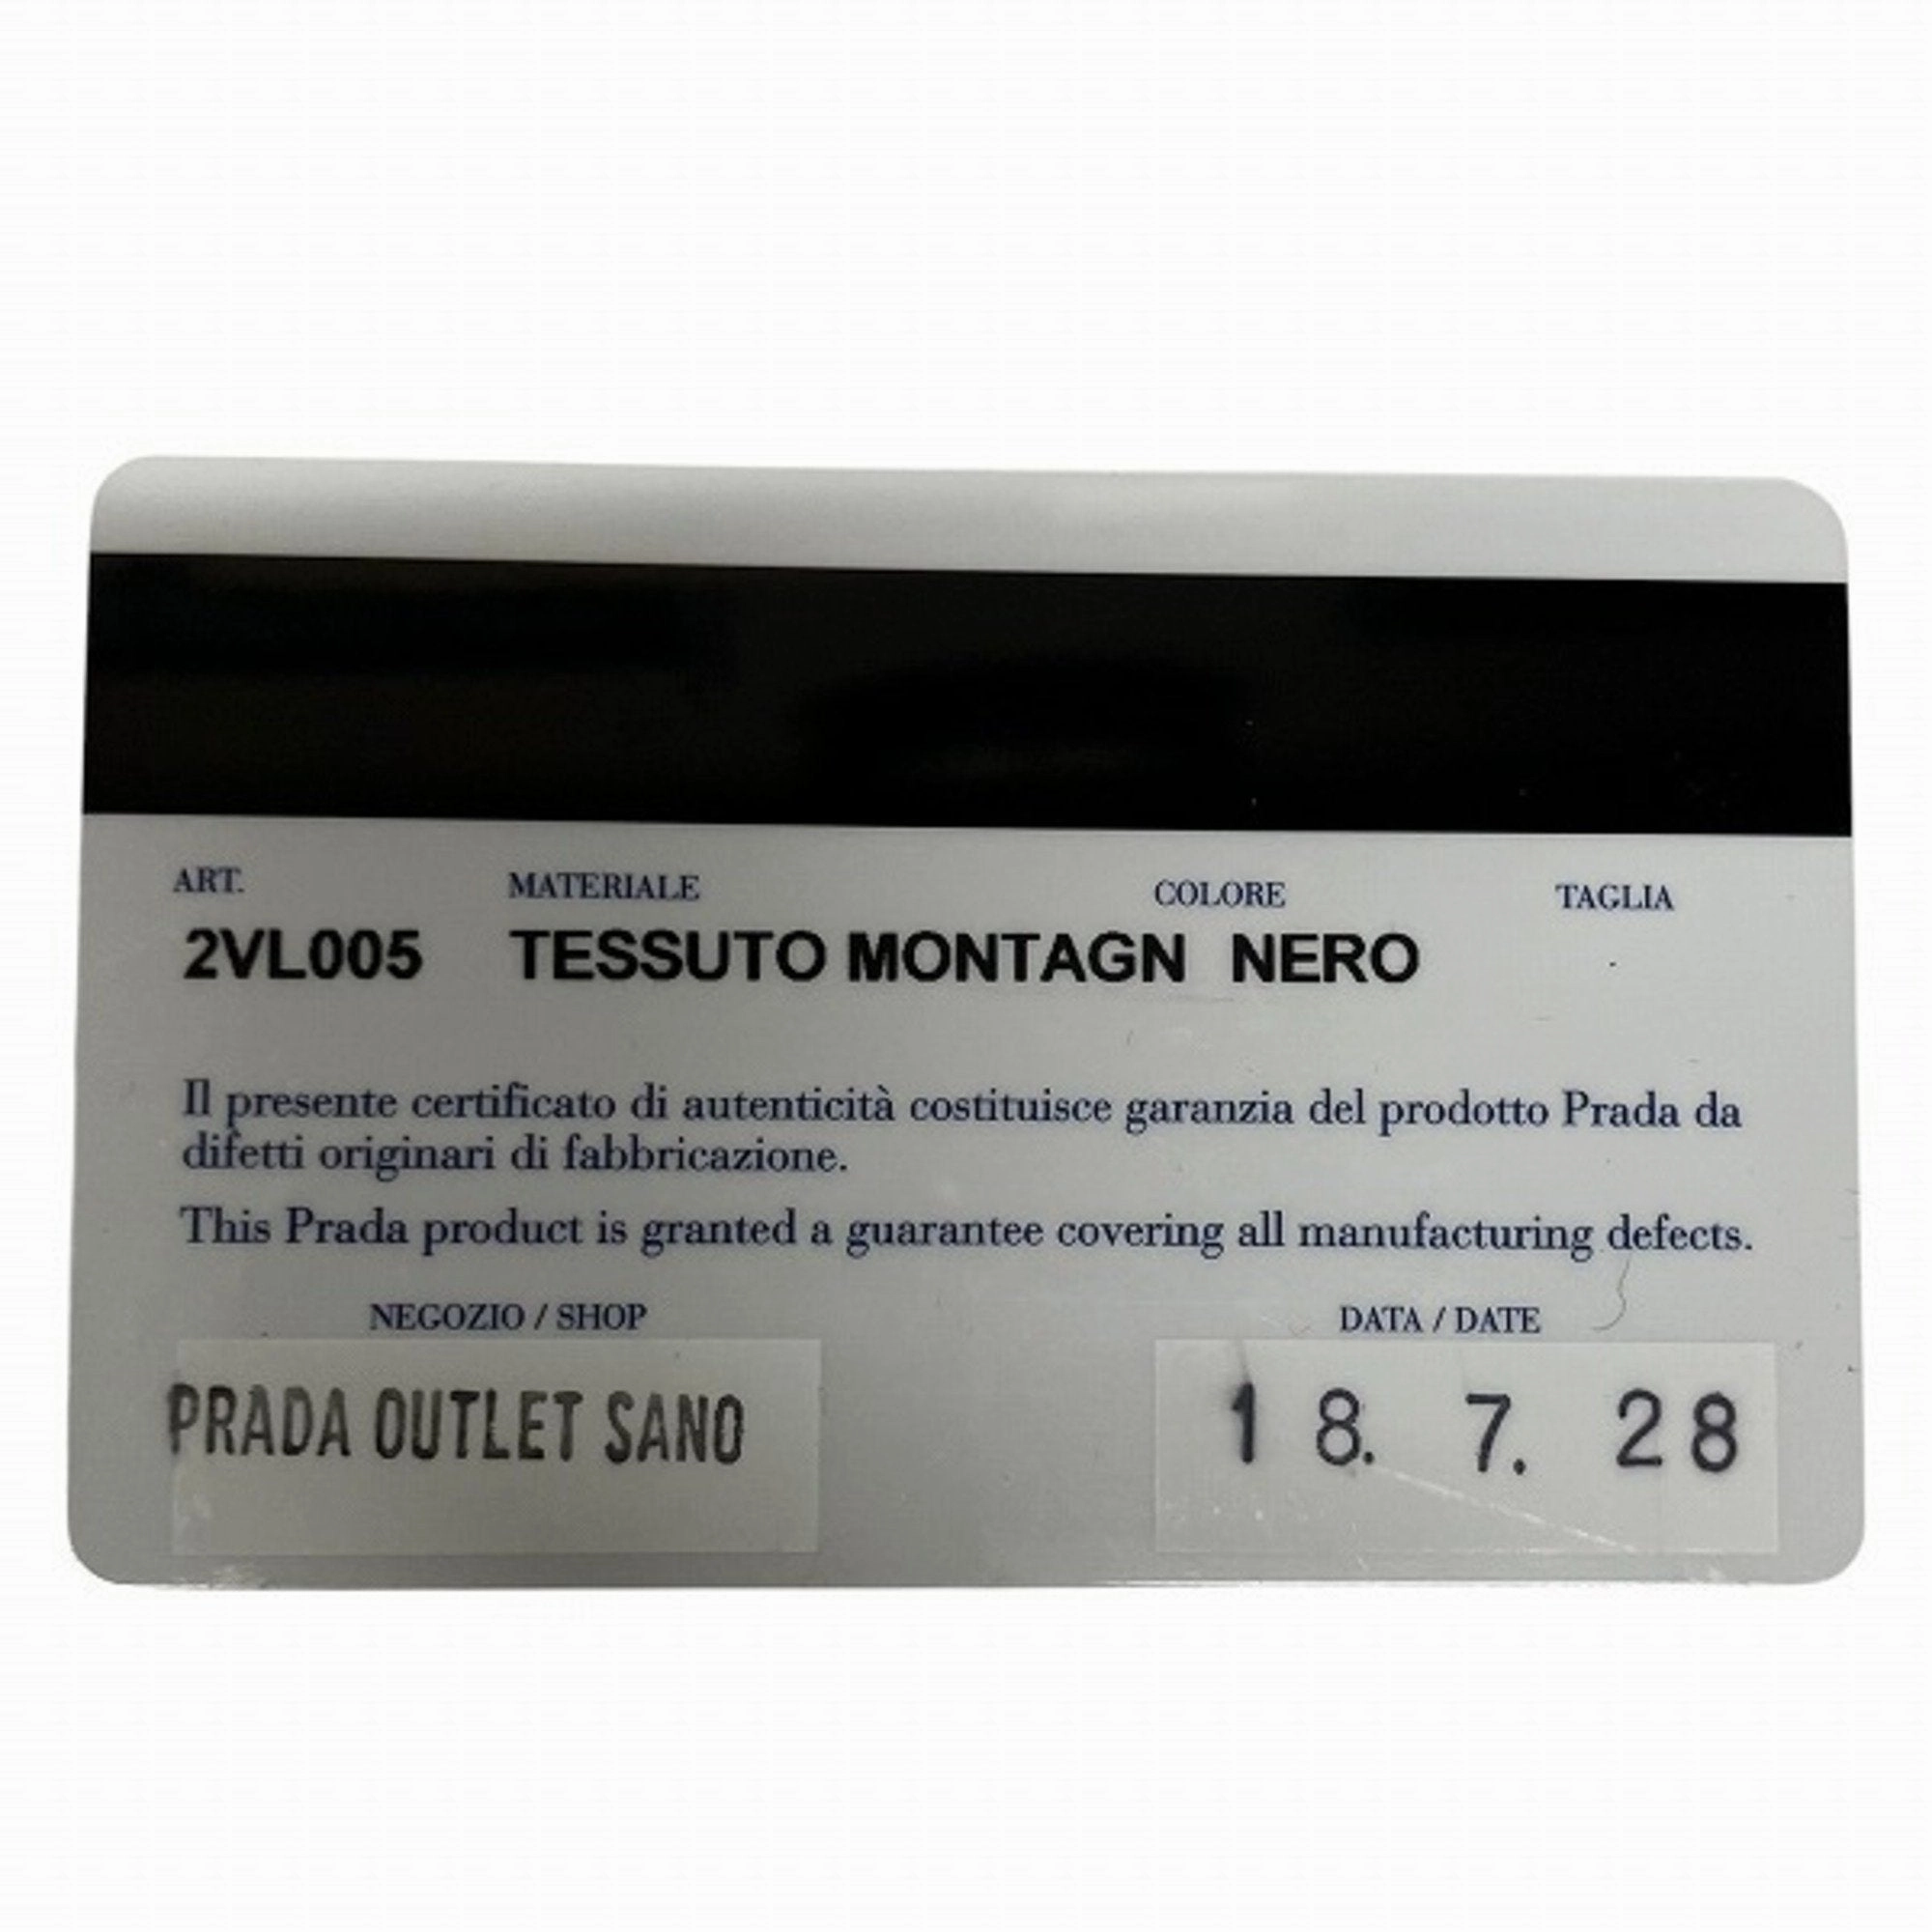 ART. MATERIALE COLORE TAGLIA
2VL005 TESSUTO MONTAGN NERO
Il presente certificato di autenticità costituisce garanzia del prodotto Prada da
difetti originari di fabbricazione.
This Prada product is granted a guarantee covering all manufacturing defects.
NEGOZIO / SHOP DATA / DATE
PRADA OUTLET SANO 18. 7. 28